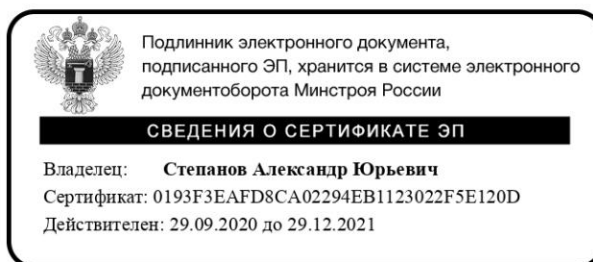 Подлинник электронного документа,
подписанного ЭП, хранится в системе электронного
документоборота Минстроя России
СВЕДЕНИЯ О СЕРТИФИКАТЕ ЭП
Владелец: Степанов Александр Юрьевич
Сертификат: 0193F3EAFD8CA02294EB1123022F5E120D
Действителен: 29.09.2020 до 29.12.2021